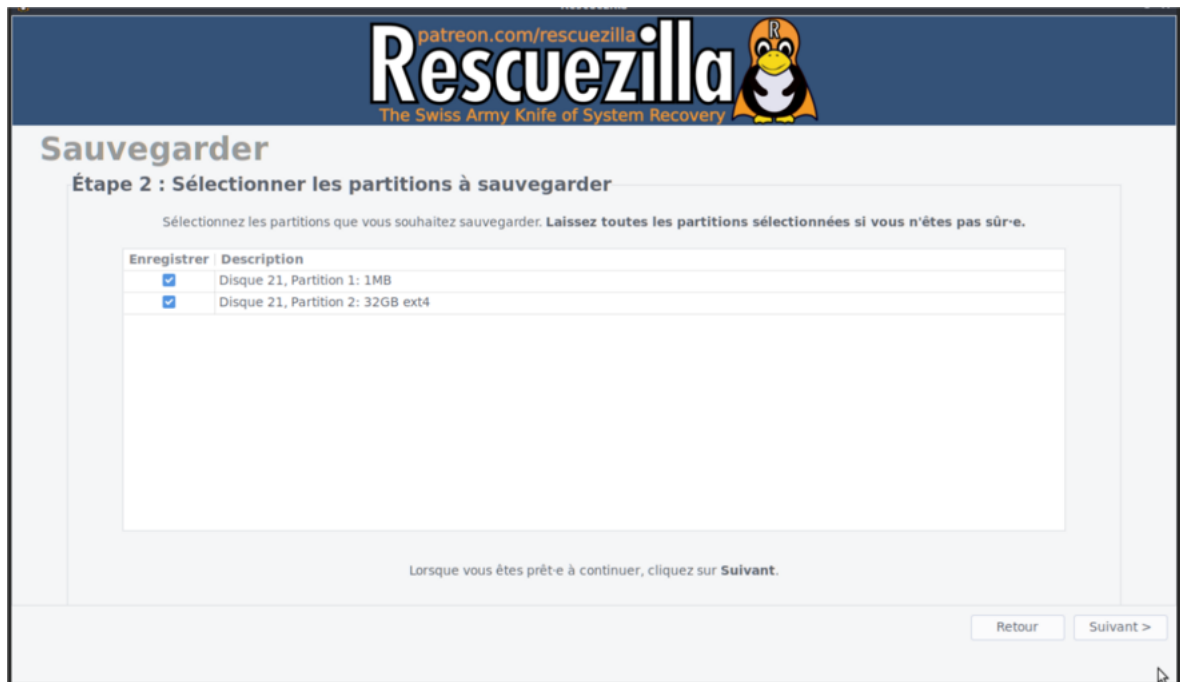 patreon.com/rescuezilla
Rescuezilla
R
The Swiss Army Knife of System Recovery
Sauvegarder
Étape 2 : Sélectionner les partitions à sauvegarder
Sélectionnez les partitions que vous souhaitez sauvegarder. Laissez toutes les partitions sélectionnées si vous n'êtes pas sûr·e.
Enregistrer Description
Disque 21, Partition 1: 1MB
Disque 21, Partition 2: 32GB ext4
Lorsque vous êtes prêt·e à continuer, cliquez sur Suivant.
Retour Suivant >